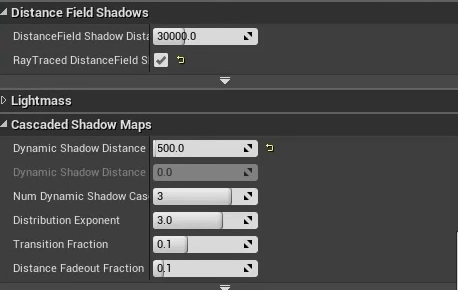 Distance Field Shadows
DistanceField Shadow Dista
30000.0
RayTraced DistanceField S
Lightmass
Cascaded Shadow Maps
Dynamic Shadow Distance
500.0
Dynamic Shadow Distance
0.0
Num Dynamic Shadow Cas
3
Distribution Exponent
3.0
Transition Fraction
0.1
Distance Fadeout Fraction
0.1